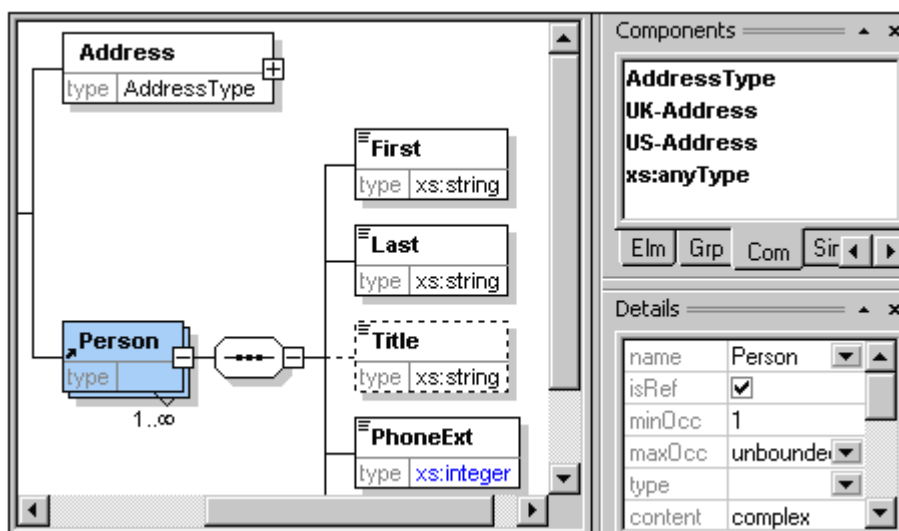 Address
type AddressType
First
type xs:string
Last
type xs:string
Person
type
1..∞
Title
type xs:string
PhoneExt
type xs:integer
Components
AddressType
UK-Address
US-Address
xs:anyType
Elm Grp Com Sir
Details
name Person
isRef
minOcc 1
maxOcc unbounded
type
content complex